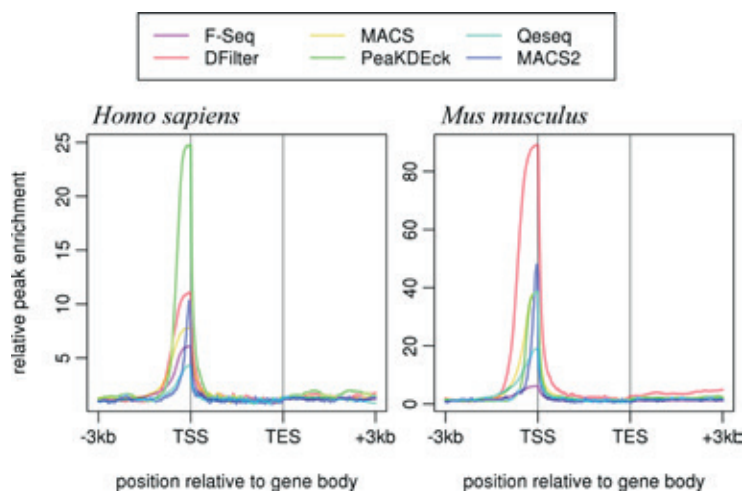 F-Seq MACS Qeseq
DFilter PeaKDEck MACS2
Homo sapiens Mus musculus
relative peak enrichment
25
20
15
10
5
80
60
40
20
0
-3kb TSS TES +3kb -3kb TSS TES +3kb
position relative to gene body position relative to gene body